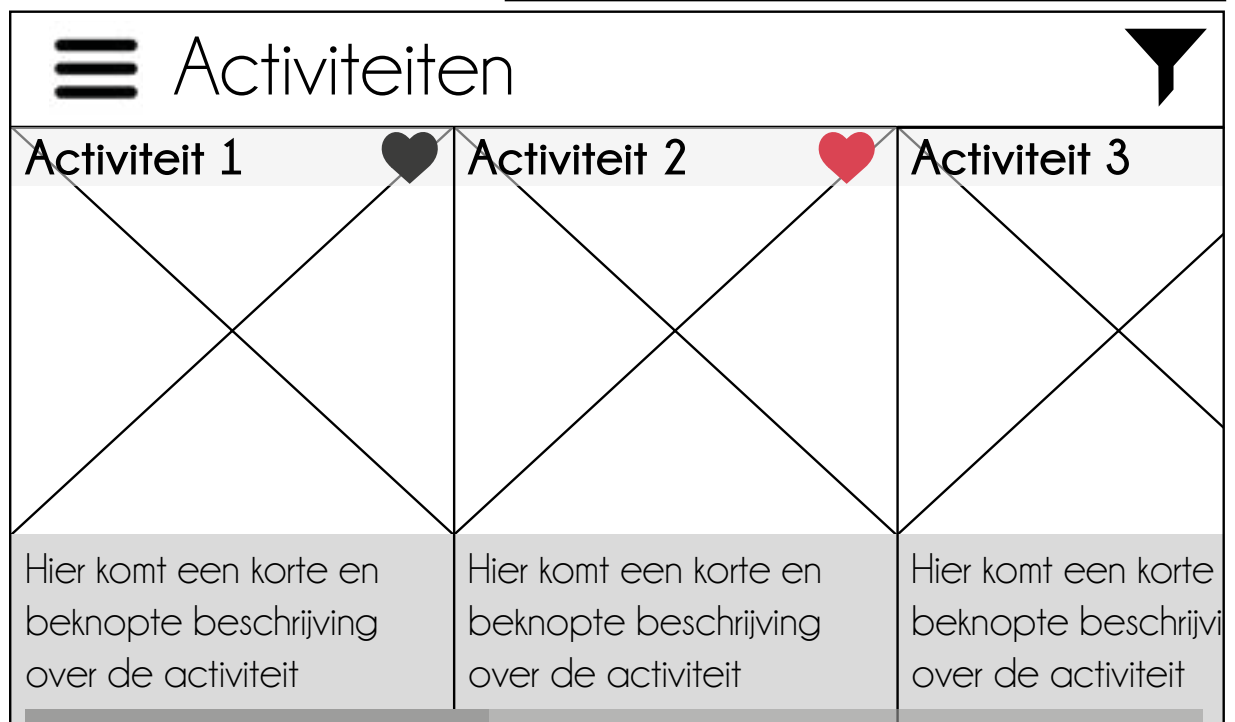 Activiteiten
Activiteit 1
Hier komt een korte en
beknopte beschrijving
over de activiteit
Activiteit 2
Hier komt een korte en
beknopte beschrijving
over de activiteit
Activiteit 3
Hier komt een korte
beknopte beschrijvi
over de activiteit